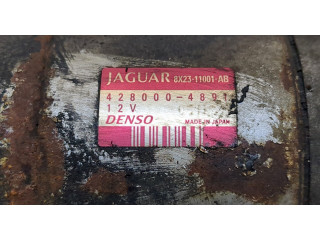 JAGUAR 8X23-11001-AB
428000-4891
12V
DENSO
MADE IN JAPAN